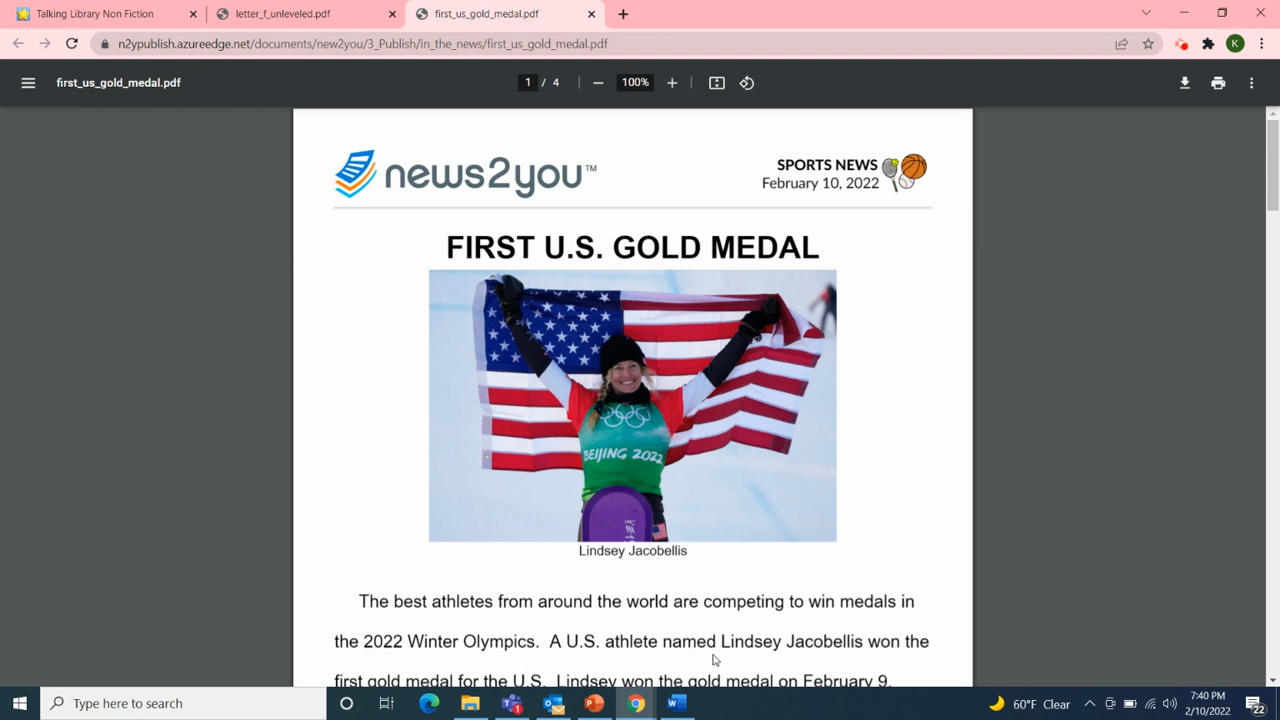 Talking Library Non Fiction
letter_f_unleveled.pdf
first_us_gold_medal.pdf
n2ypublish.azureedge.net/documents/new2you/3_Publish/in_the_news/first_us_gold_medal.pdf
K
first_us_gold_medal.pdf
1 / 4
100%
news2you™
SPORTS NEWS
February 10, 2022
FIRST U.S. GOLD MEDAL
BEIJING 2022
Lindsey Jacobellis
The best athletes from around the world are competing to win medals in
the 2022 Winter Olympics. A U.S. athlete named Lindsey Jacobellis won the
first gold medal for the U.S. Lindsey won the gold medal on February 9.
Type here to search
60°F Clear
7:40 PM
2/10/2022
22